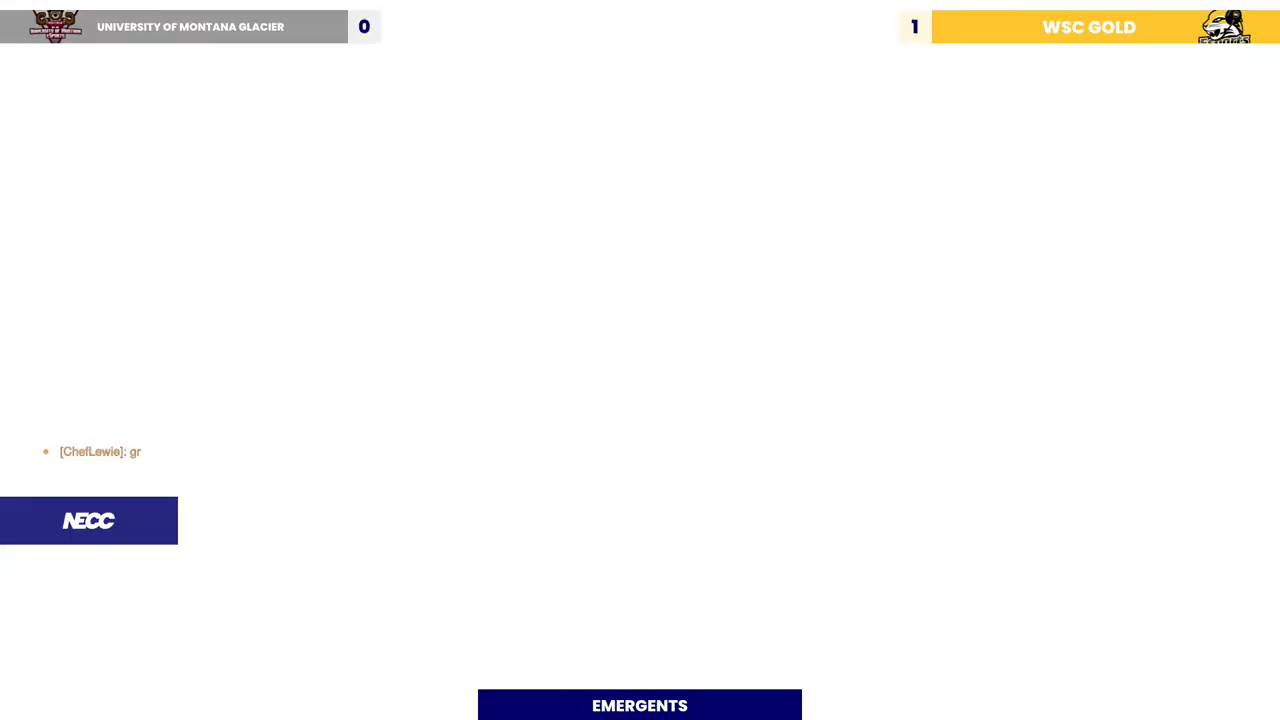 UNIVERSITY OF MONTANA GLACIER
0
1
WSC GOLD
[ChefLewie]: gr
NECC
EMERGENTS